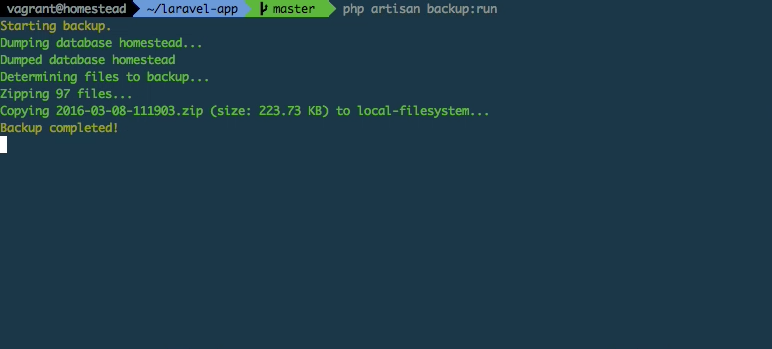 vagrant@homestead ~/laravel-app master php artisan backup:run
Starting backup.
Dumping database homestead...
Dumped database homestead
Determining files to backup...
Zipping 97 files...
Copying 2016-03-08-111903.zip (size: 223.73 KB) to local-filesystem...
Backup completed!